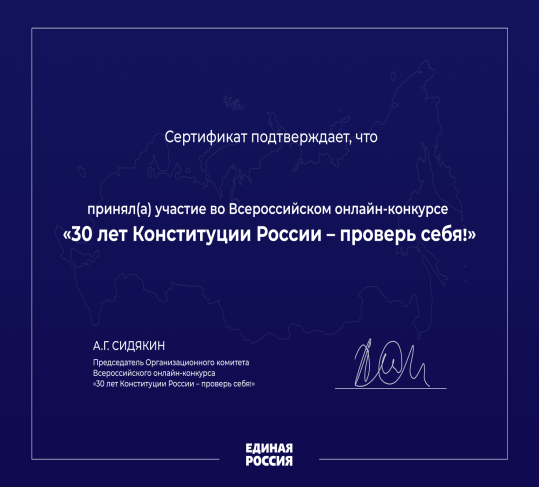 Сертификат подтверждает, что
принял(а) участие во Всероссийском онлайн-конкурсе
«30 лет Конституции России – проверь себя!»
А.Г. СИДЯКИН
Председатель Организационного комитета
Всероссийского онлайн-конкурса
«30 лет Конституции России – проверь себя!»
ЕДИНАЯ
РОССИЯ